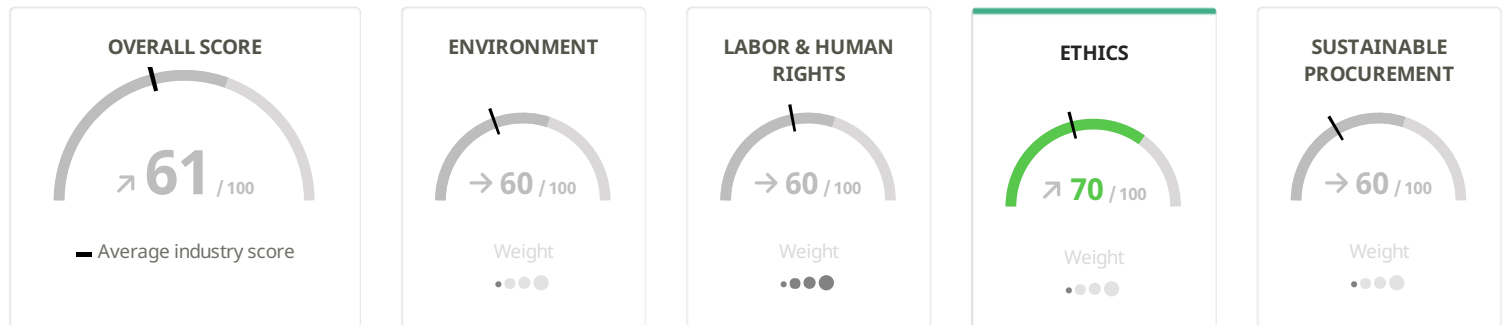 OVERALL SCORE
61 / 100
Average industry score
ENVIRONMENT
60 / 100
Weight
LABOR & HUMAN
RIGHTS
60 / 100
Weight
ETHICS
70 / 100
Weight
SUSTAINABLE
PROCUREMENT
60 / 100
Weight